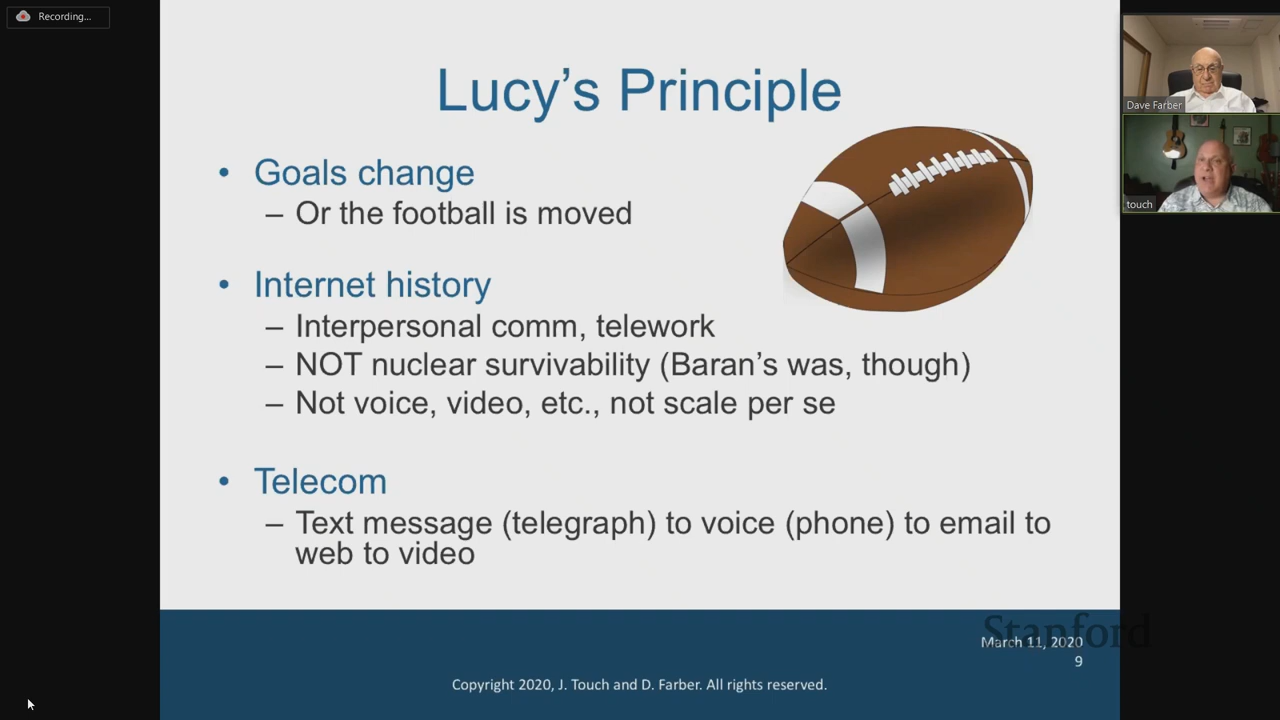 Recording...
Lucy's Principle
• Goals change
– Or the football is moved
• Internet history
– Interpersonal comm, telework
– NOT nuclear survivability (Baran's was, though)
– Not voice, video, etc., not scale per se
• Telecom
– Text message (telegraph) to voice (phone) to email to
web to video
Stanford
March 11, 2020
9
Copyright 2020, J. Touch and D. Farber. All rights reserved.
Dave Farber
touch